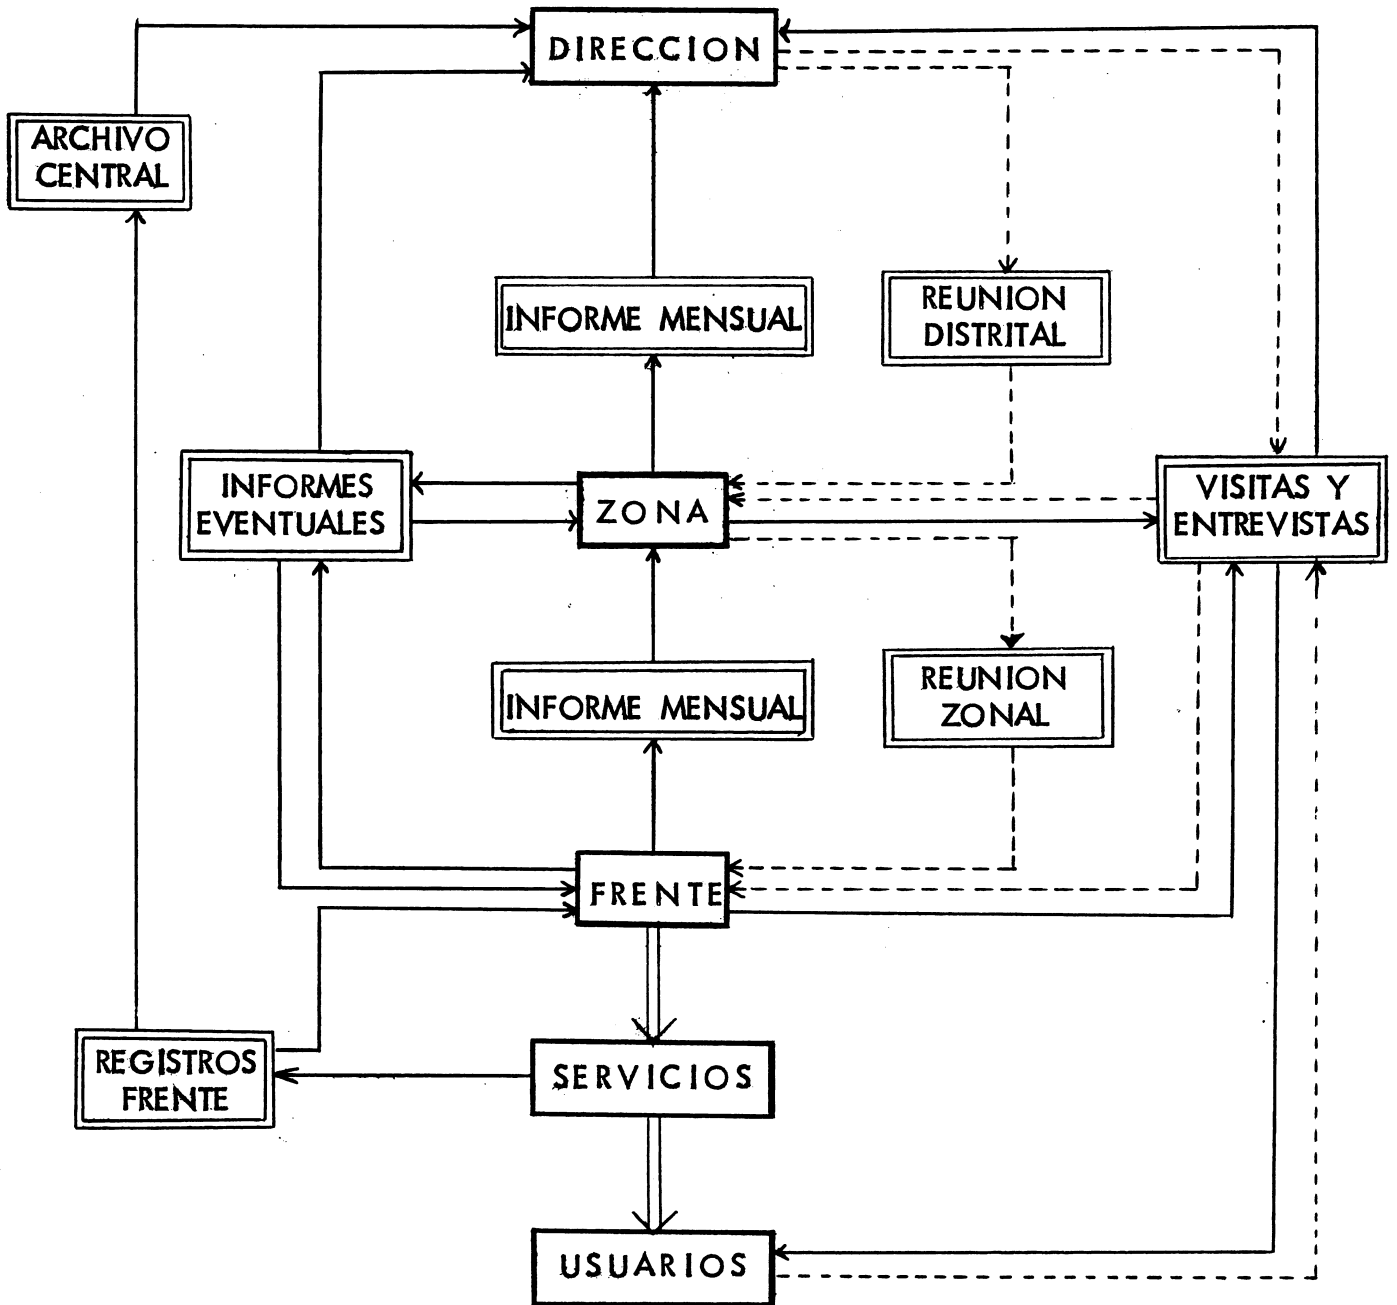 DIRECCION
ARCHIVO
CENTRAL
INFORME MENSUAL
REUNION
DISTRITAL
INFORMES
EVENTUALES
ZONA
VISITAS Y
ENTREVISTAS
INFORME MENSUAL
REUNION
ZONAL
FRENTE
REGISTROS
FRENTE
SERVICIOS
USUARIOS